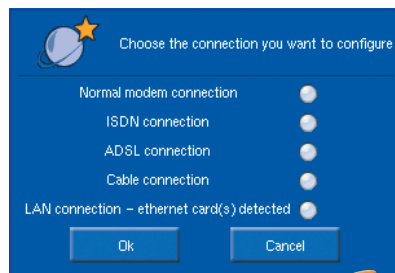 Choose the connection you want to configure
Normal modem connection
ISDN connection
ADSL connection
Cable connection
LAN connection – ethernet card(s) detected
Ok
Cancel